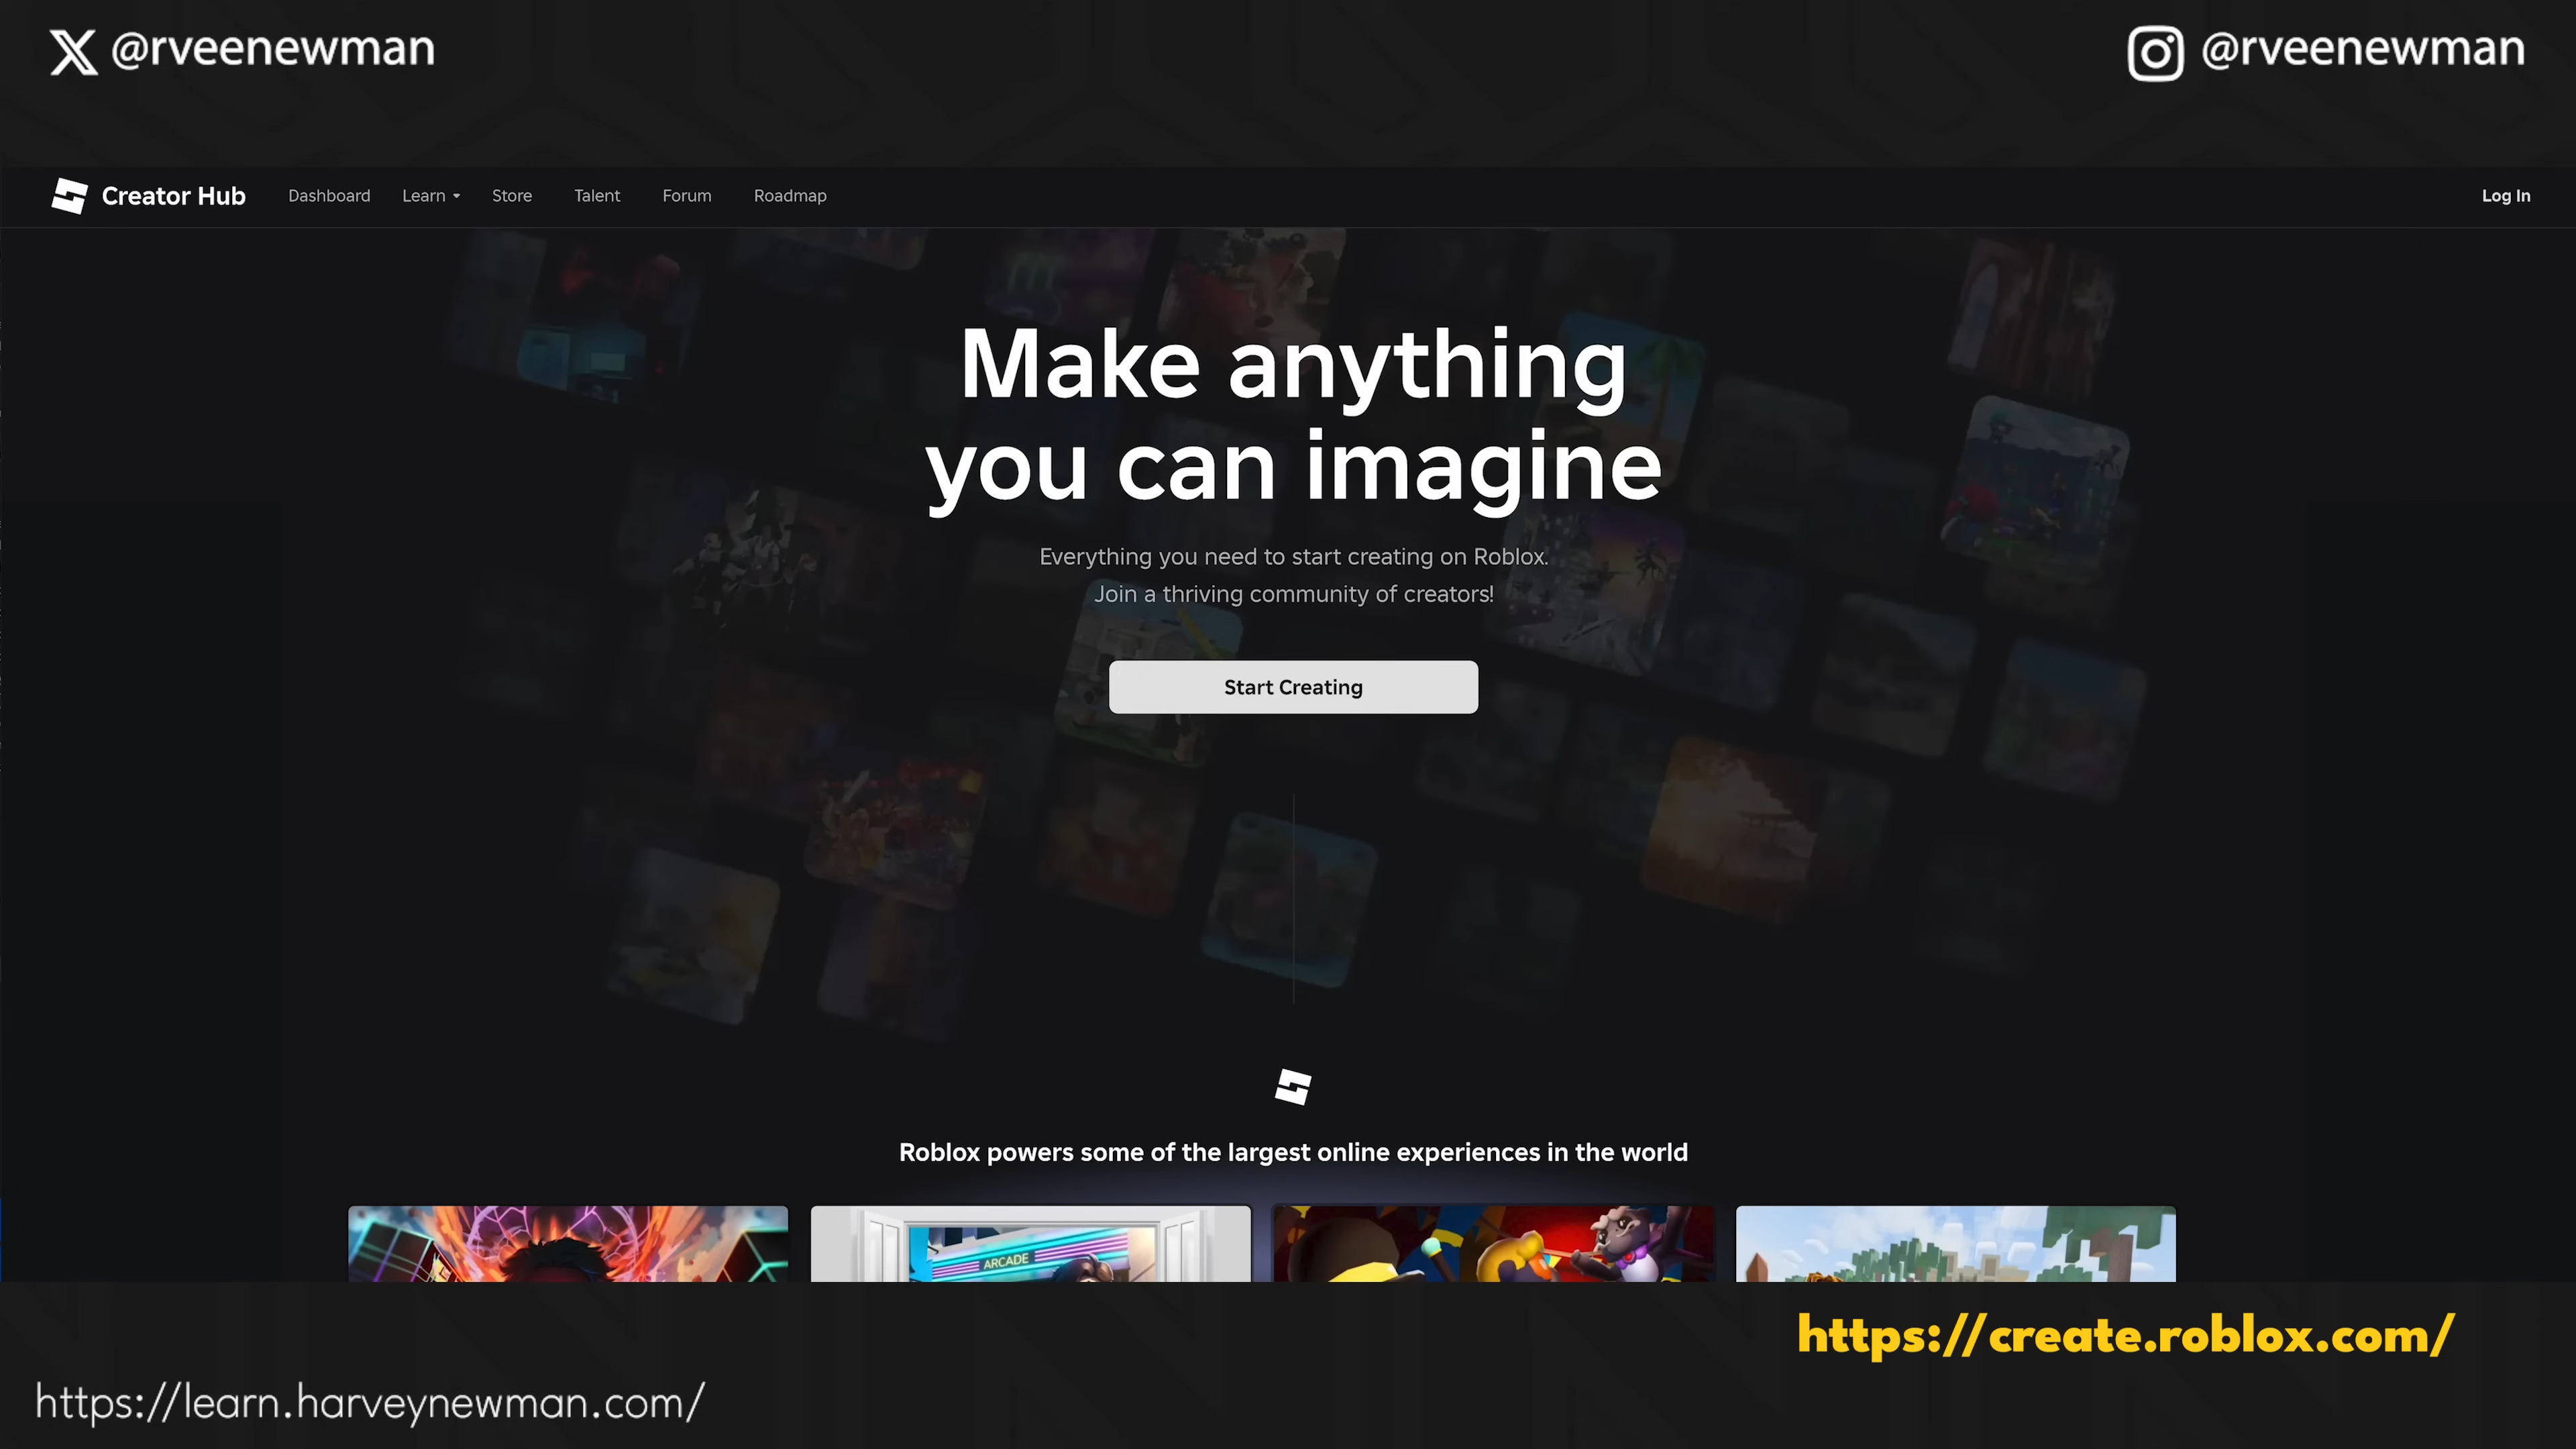 @rveenewman
@rveenewman
Creator Hub Dashboard Learn Store Talent Forum Roadmap Log In
Make anything
you can imagine
Everything you need to start creating on Roblox.
Join a thriving community of creators!
Start Creating
Roblox powers some of the largest online experiences in the world
ARCADE
https://create.roblox.com/
https://learn.harveynewman.com/